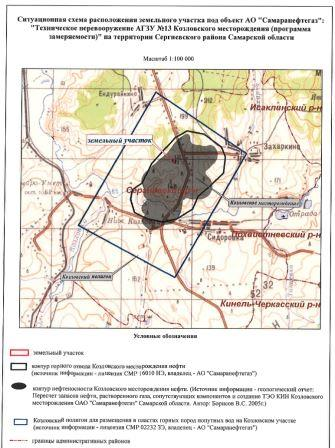 Ситуационная схема расположения земельного участка под объект АО "Самаранефтегаз":
"Техническое перевооружение АГЗУ №13 Козловского месторождения (программа
замеряемости)" на территории Сергиевского района Самарской области
Масштаб 1:100 000
Ендурайкино
Исаклинский р-н
земельный участок
Захаркино
Козловское месторождение
Отрада
Сидоровка
Похвистневский р-н
Козловский полигон
Кинель-Черкасский р-н
Условные обозначения
земельный участок
контур горного отвода Козловского месторождения нефти
(источник информации - лицензия СМР 16010 НЭ, владелец - АО "Самаранефтегаз")
контур нефтеносности Козловского месторождения нефти. (Источник информации - геологический отчет:
Пересчет запасов нефти, растворенного газа, сопутствующих компонентов и создание ТЭО КИН Козловского
месторождения ОАО "Самаранефтегаз" Самарской области. Автор: Борисов В.С. 2005г.)
Козловский полигон для размещения в пластах горных пород попутных вод на Козловском участке
(источник информации - лицензия СМР 02232 ЗЭ, владелец - АО "Самаранефтегаз")
границы административных районов